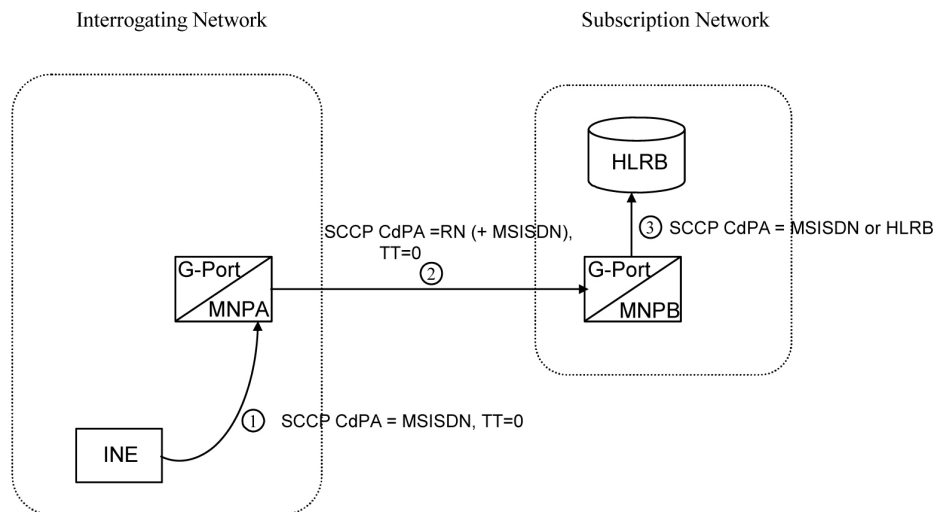 Interrogating Network
Subscription Network
HLRB
3 SCCP CdPA = MSISDN or HLRB
SCCP CdPA =RN (+ MSISDN),
TT=0
2
G-Port
MNPA
G-Port
MNPB
1 SCCP CdPA = MSISDN, TT=0
INE